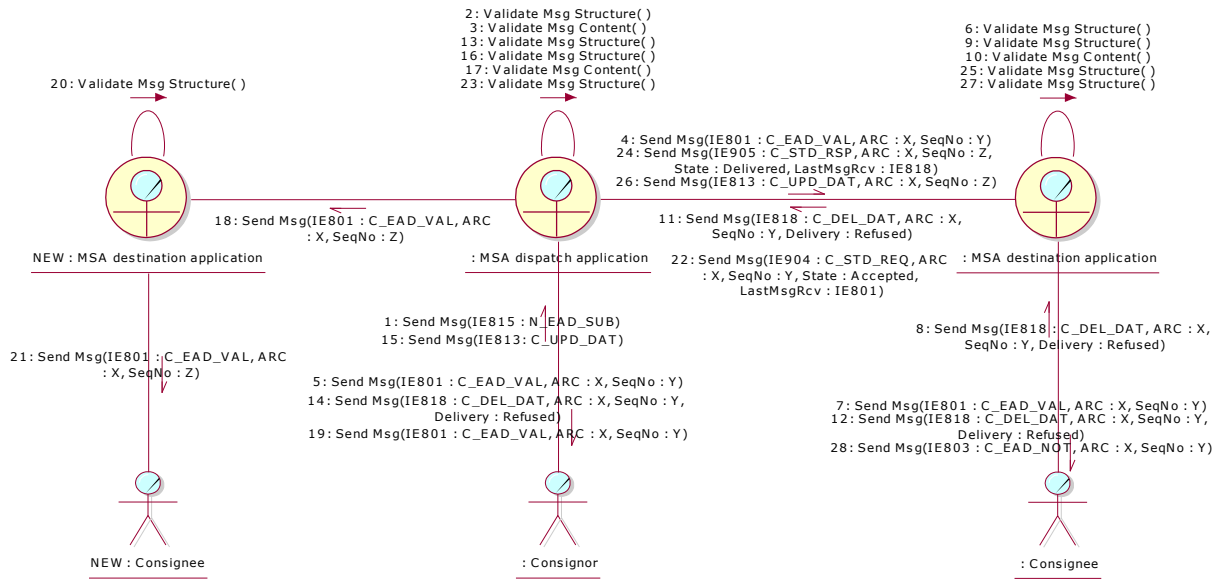 2: Validate Msg Structure( )
3: Validate Msg Content( )
13: Validate Msg Structure( )
16: Validate Msg Structure( )
17: Validate Msg Content( )
23: Validate Msg Structure( )
6: Validate Msg Structure( )
9: Validate Msg Structure( )
10: Validate Msg Content( )
25: Validate Msg Structure( )
27: Validate Msg Structure( )
20: Validate Msg Structure( )
4: Send Msg(IE801 : C_EAD_VAL, ARC : X, SeqNo : Y)
24: Send Msg(IE905 : C_STD_RSP, ARC : X, SeqNo : Z,
State : Delivered, LastMsgRcv : IE818)
26: Send Msg(IE813 : C_UPD_DAT, ARC : X, SeqNo : Z)
18: Send Msg(IE801 : C_EAD_VAL, ARC
: X, SeqNo : Z)
11: Send Msg(IE818 : C_DEL_DAT, ARC : X,
SeqNo : Y, Delivery : Refused)
NEW : MSA destination application
: MSA dispatch application
: MSA destination application
22: Send Msg(IE904 : C_STD_REQ, ARC
: X, SeqNo : Y, State : Accepted,
LastMsgRcv : IE801)
1: Send Msg(IE815 : N_EAD_SUB)
15: Send Msg(IE813: C_UPD_DAT)
8: Send Msg(IE818 : C_DEL_DAT, ARC : X,
SeqNo : Y, Delivery : Refused)
21: Send Msg(IE801 : C_EAD_VAL, ARC
: X, SeqNo : Z)
5: Send Msg(IE801 : C_EAD_VAL, ARC : X, SeqNo : Y)
14: Send Msg(IE818 : C_DEL_DAT, ARC : X, SeqNo : Y,
Delivery : Refused)
19: Send Msg(IE801 : C_EAD_VAL, ARC : X, SeqNo : Y)
7: Send Msg(IE801 : C_EAD_VAL, ARC : X, SeqNo : Y)
12: Send Msg(IE818 : C_DEL_DAT, ARC : X, SeqNo : Y,
Delivery : Refused)
28: Send Msg(IE803 : C_EAD_NOT, ARC : X, SeqNo : Y)
NEW : Consignee
: Consignor
: Consignee